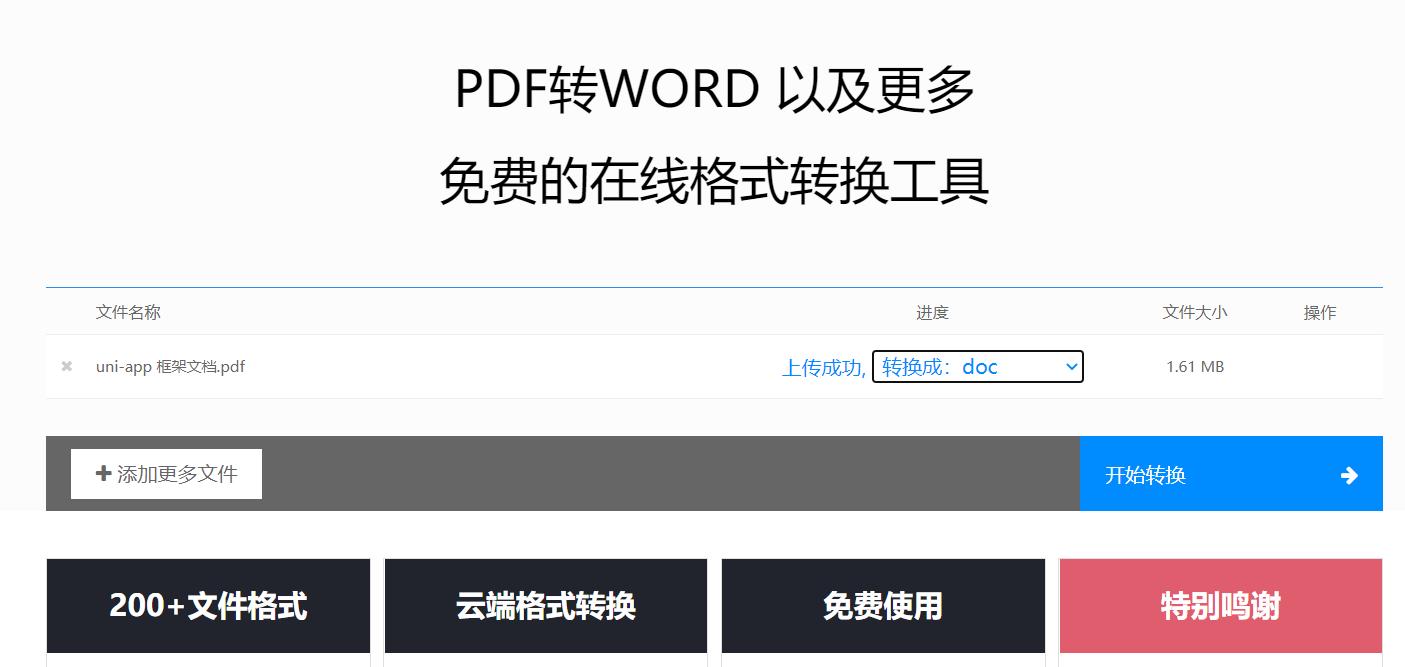 PDF转WORD 以及更多
免费的在线格式转换工具
文件名称 进度 文件大小 操作
✖ uni-app 框架文档.pdf 上传成功, 转换成：doc 1.61 MB
添加更多文件 开始转换
200+文件格式 云端格式转换 免费使用 特别鸣谢